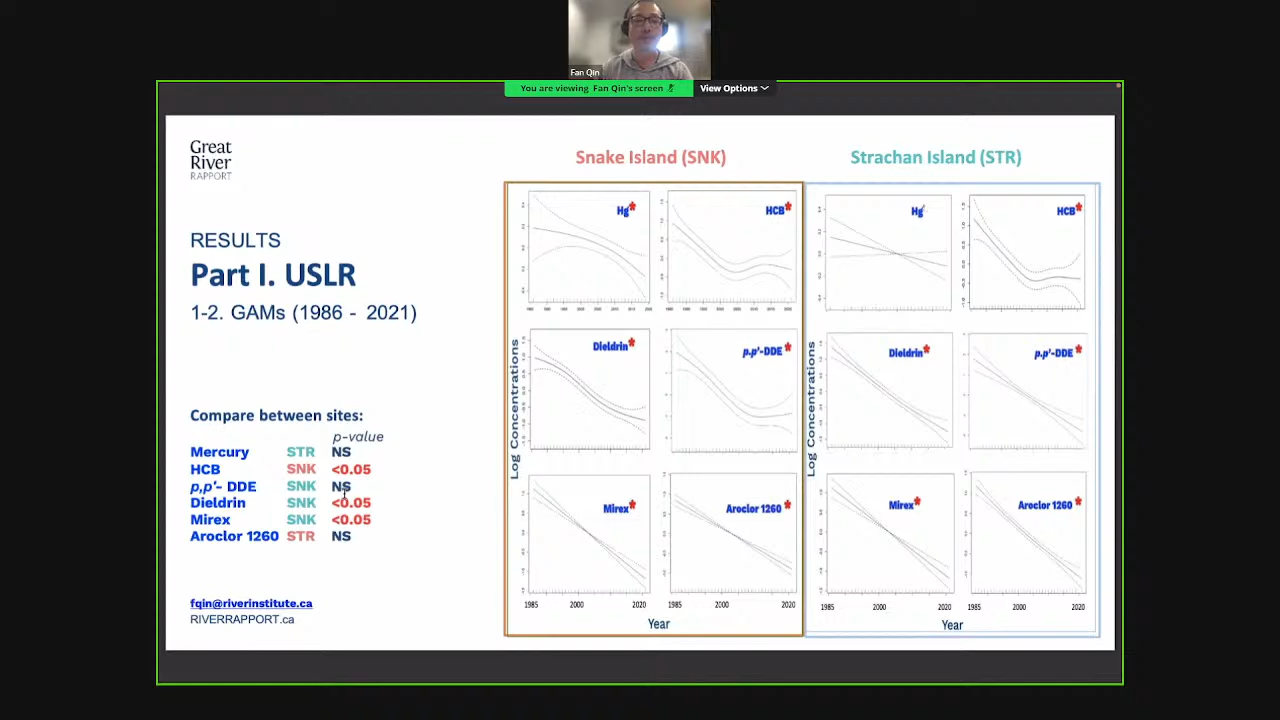 Fan Qin
You are viewing Fan Qin's screen
View Options
Great
River
RAPPORT
RESULTS
Part I. USLR
1-2. GAMs (1986 - 2021)
Compare between sites:
p-value
Mercury STR NS
HCB SNK <0.05
p,p'- DDE SNK NS
Dieldrin SNK <0.05
Mirex SNK <0.05
Aroclor 1260 STR NS
fqin@riverinstitute.ca
RIVERRAPPORT.ca
Snake Island (SNK)
Hg*
HCB*
Dieldrin*
p,p'-DDE*
Mirex*
Aroclor 1260*
Log Concentrations
1985 2000 2020
1985 2000 2020
Year
Strachan Island (STR)
Hg
HCB*
Dieldrin*
p,p'-DDE*
Mirex*
Aroclor 1260*
Log Concentrations
1985 2000 2020
1985 2000 2020
Year